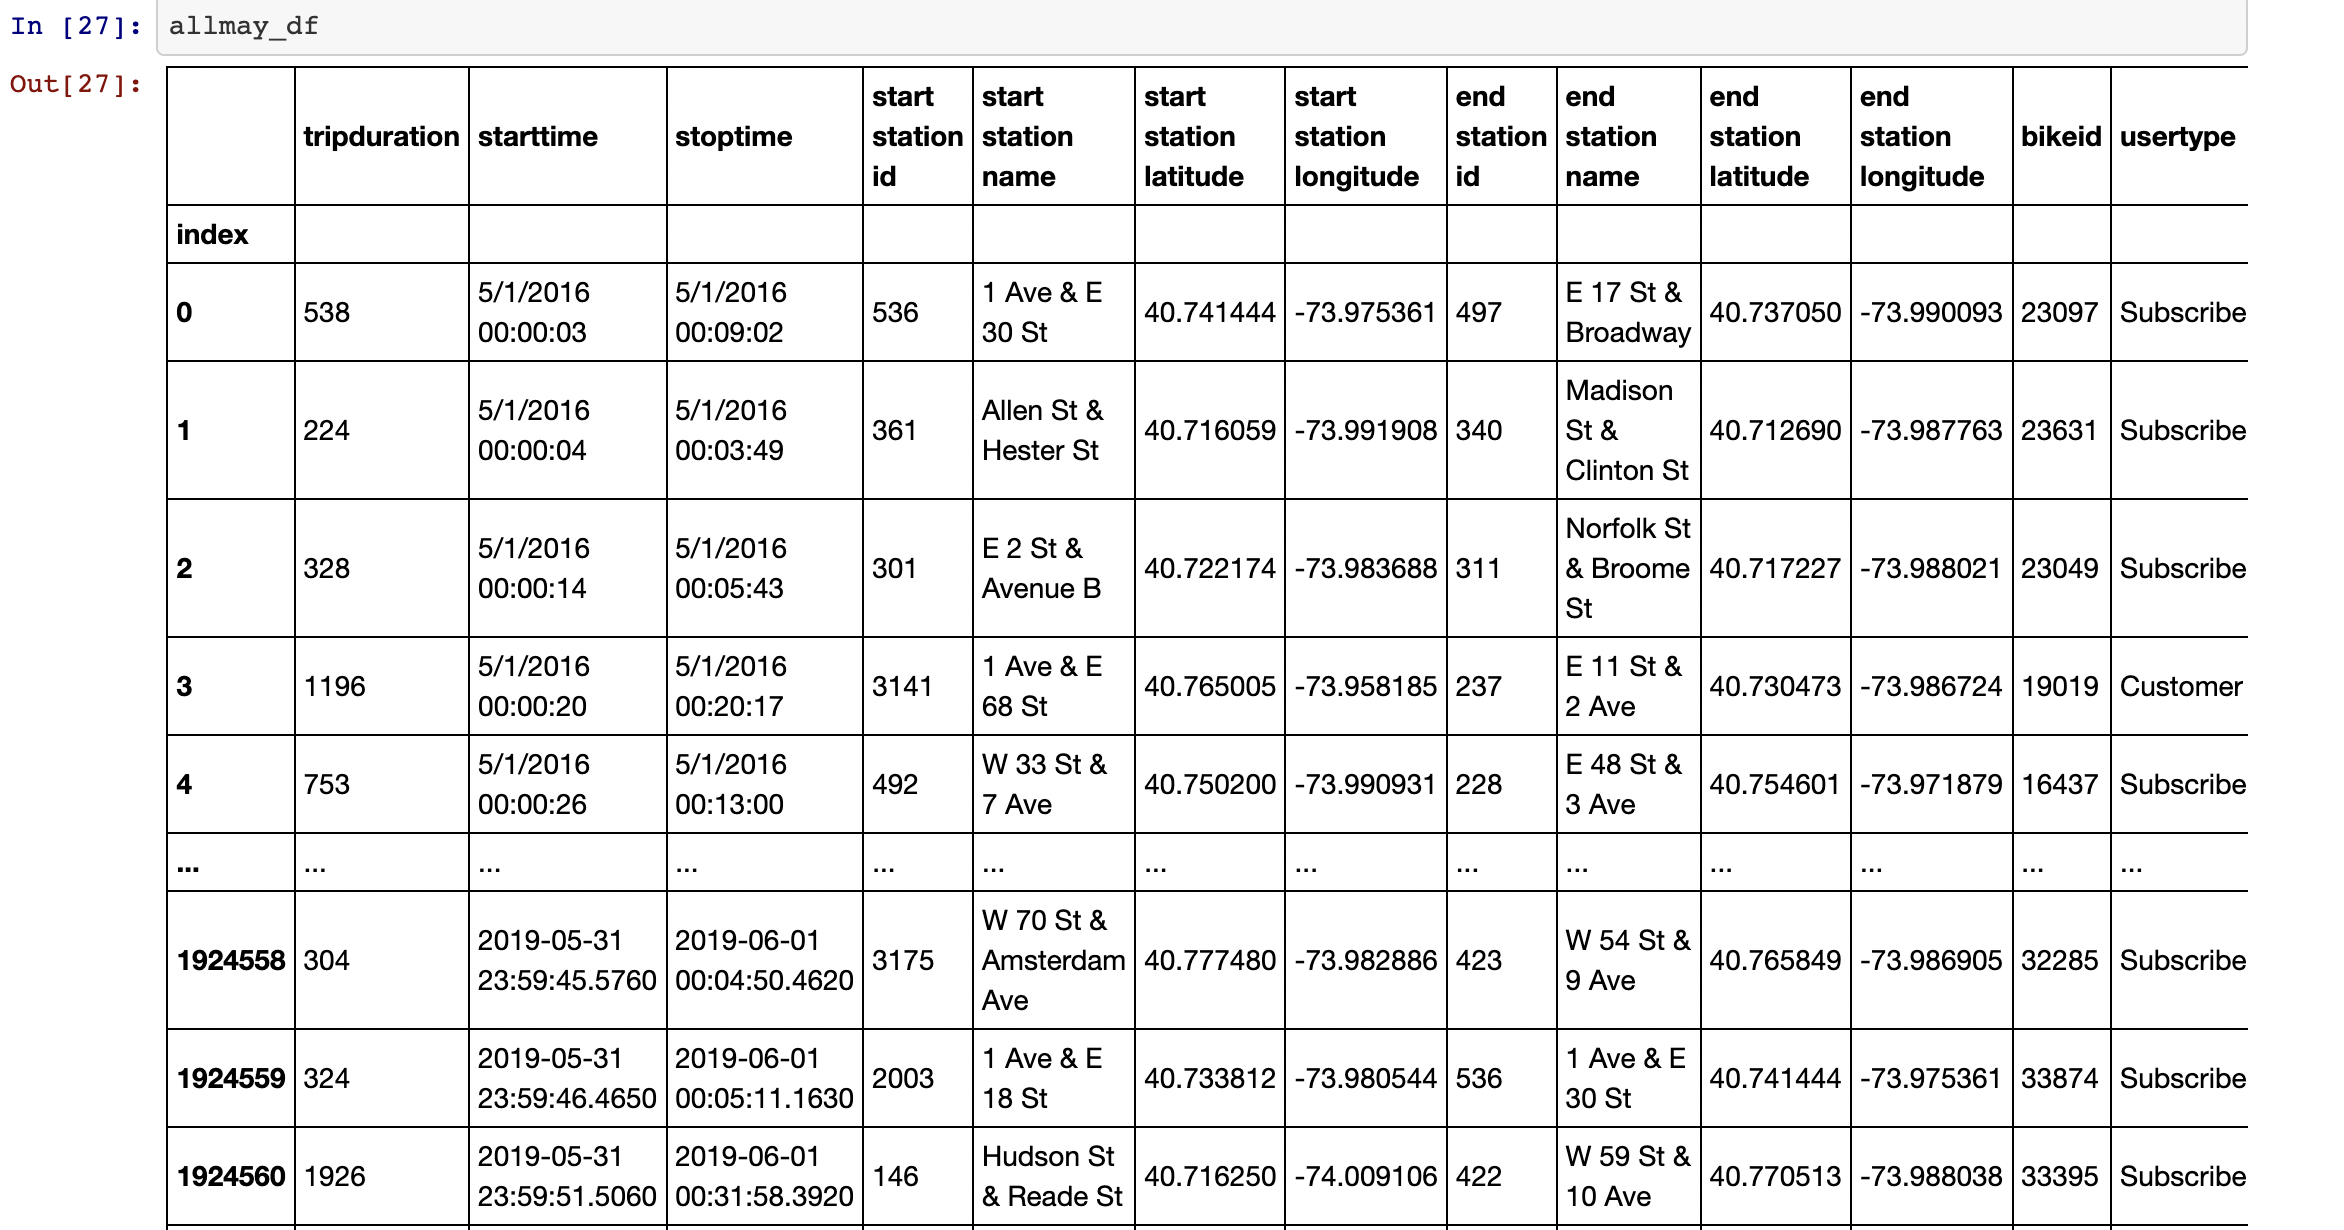 In [27]: allmay_df
Out[27]:
tripduration starttime stoptime start station id start station name start station latitude start station longitude end station id end station name end station latitude end station longitude bikeid usertype
index
0 538 5/1/2016 00:00:03 5/1/2016 00:09:02 536 1 Ave & E 30 St 40.741444 -73.975361 497 E 17 St & Broadway 40.737050 -73.990093 23097 Subscribe
1 224 5/1/2016 00:00:04 5/1/2016 00:03:49 361 Allen St & Hester St 40.716059 -73.991908 340 Madison St & Clinton St 40.712690 -73.987763 23631 Subscribe
2 328 5/1/2016 00:00:14 5/1/2016 00:05:43 301 E 2 St & Avenue B 40.722174 -73.983688 311 Norfolk St & Broome St 40.717227 -73.988021 23049 Subscribe
3 1196 5/1/2016 00:00:20 5/1/2016 00:20:17 3141 1 Ave & E 68 St 40.765005 -73.958185 237 E 11 St & 2 Ave 40.730473 -73.986724 19019 Customer
4 753 5/1/2016 00:00:26 5/1/2016 00:13:00 492 W 33 St & 7 Ave 40.750200 -73.990931 228 E 48 St & 3 Ave 40.754601 -73.971879 16437 Subscribe
... ... ... ... ... ... ... ... ... ... ... ... ... ...
1924558 304 2019-05-31 23:59:45.5760 2019-06-01 00:04:50.4620 3175 W 70 St & Amsterdam Ave 40.777480 -73.982886 423 W 54 St & 9 Ave 40.765849 -73.986905 32285 Subscribe
1924559 324 2019-05-31 23:59:46.4650 2019-06-01 00:05:11.1630 2003 1 Ave & E 18 St 40.733812 -73.980544 536 1 Ave & E 30 St 40.741444 -73.975361 33874 Subscribe
1924560 1926 2019-05-31 23:59:51.5060 2019-06-01 00:31:58.3920 146 Hudson St & Reade St 40.716250 -74.009106 422 W 59 St & 10 Ave 40.770513 -73.988038 33395 Subscribe